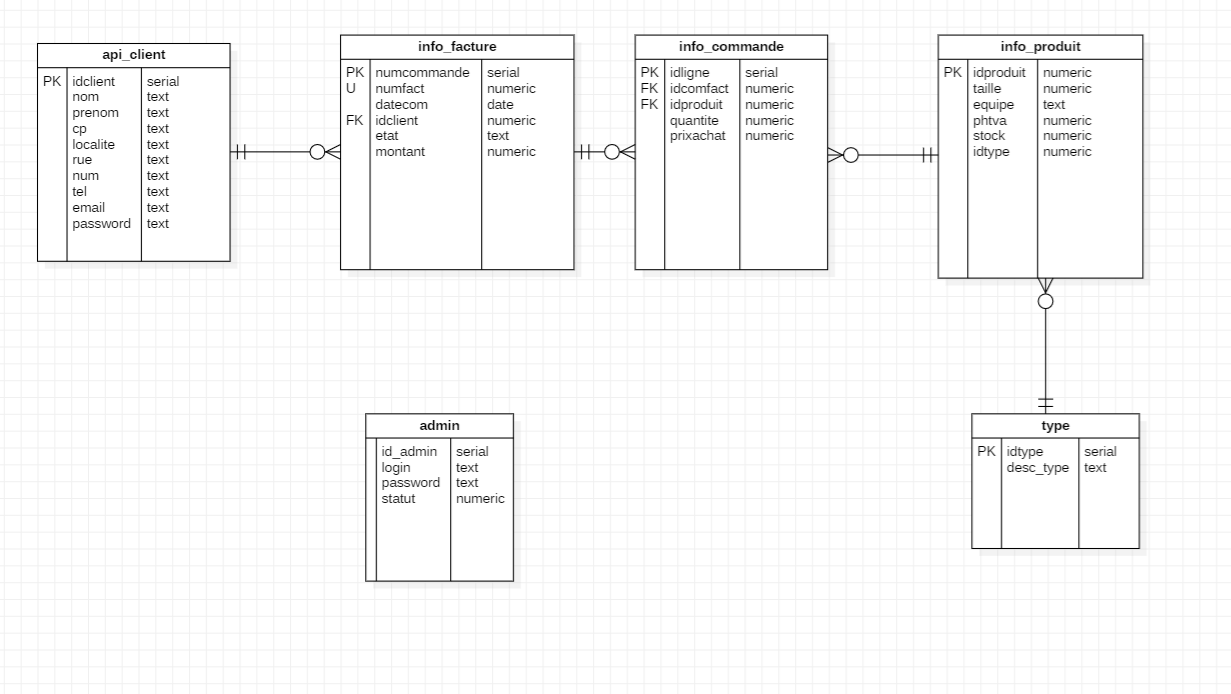 api_client
PK idclient serial
nom text
prenom text
cp text
localite text
rue text
num text
tel text
email text
password text
info_facture
PK numcommande serial
U numfact numeric
datecom date
FK idclient numeric
etat text
montant numeric
info_commande
PK idligne serial
FK idcomfact numeric
FK idproduit numeric
quantite numeric
prixachat numeric
info_produit
PK idproduit numeric
taille numeric
equipe text
phtva numeric
stock numeric
idtype numeric
admin
id_admin serial
login text
password text
statut numeric
type
PK idtype serial
desc_type text